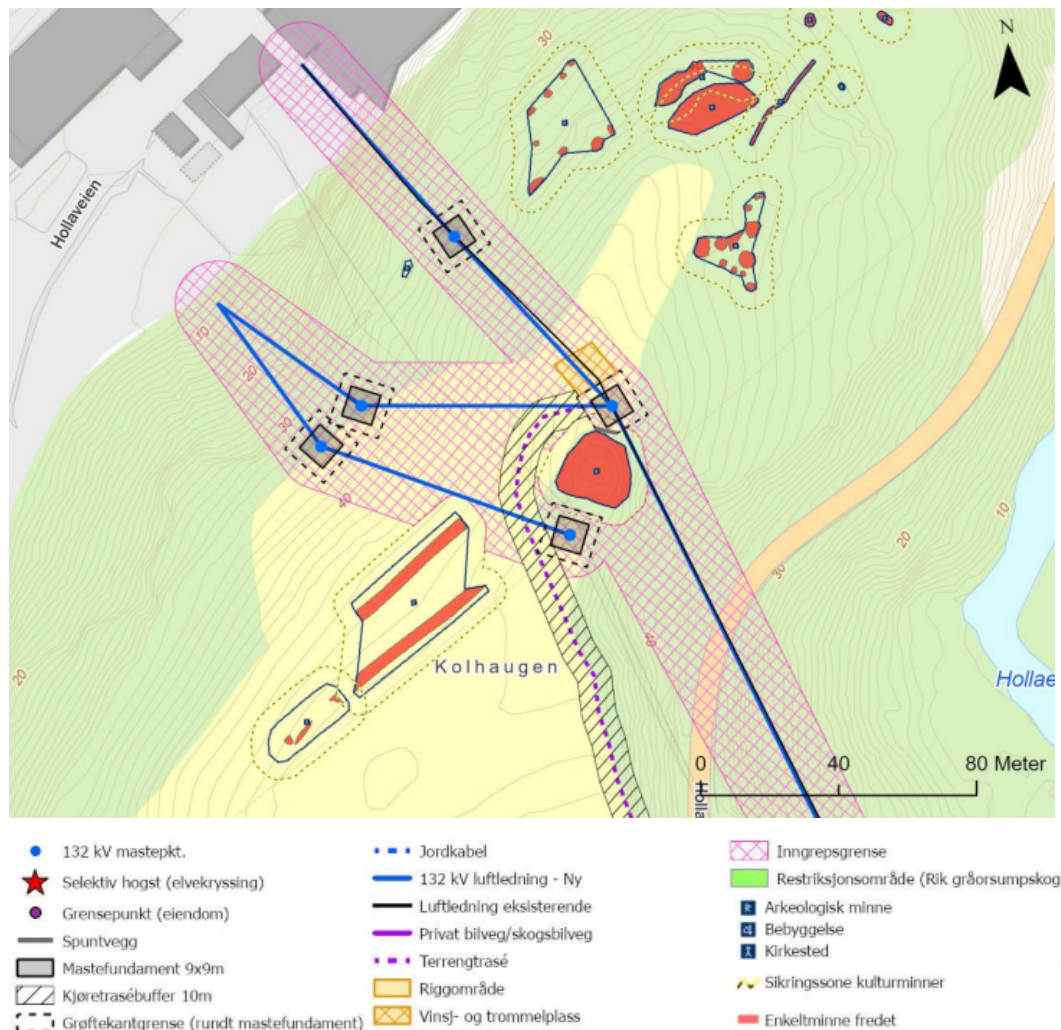 30
N
Hollaveien
10
20
30
40
10
20
30
40
20
Kolhaugen
Hollae
0 40 80 Meter
Holla
132 kV mastepkt.
Selektiv hogst (elvekryssing)
Grensepunkt (eiendom)
Spuntvegg
Mastefundament 9x9m
Kjøretrasébuffer 10m
Grøftekantgrense (rundt mastefundament)
Jordkabel
132 kV luftledning - Ny
Luftledning eksisterende
Privat bilveg/skogsbilveg
Terrengtrasé
Riggområde
Vinsj- og trommelplass
Inngrepsgrense
Restriksjonsområde (Rik gråorsumpskog
R Arkeologisk minne
Bebyggelse
Kirkested
Sikringssone kulturminner
Enkeltminne fredet